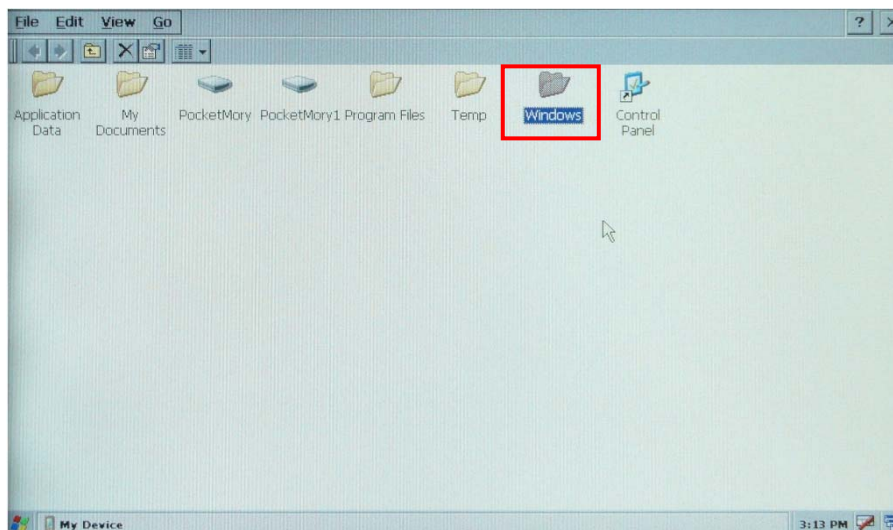 File Edit View Go
?
Application Data
My Documents
PocketMory
PocketMory1
Program Files
Temp
Windows
Control Panel
My Device
3:13 PM